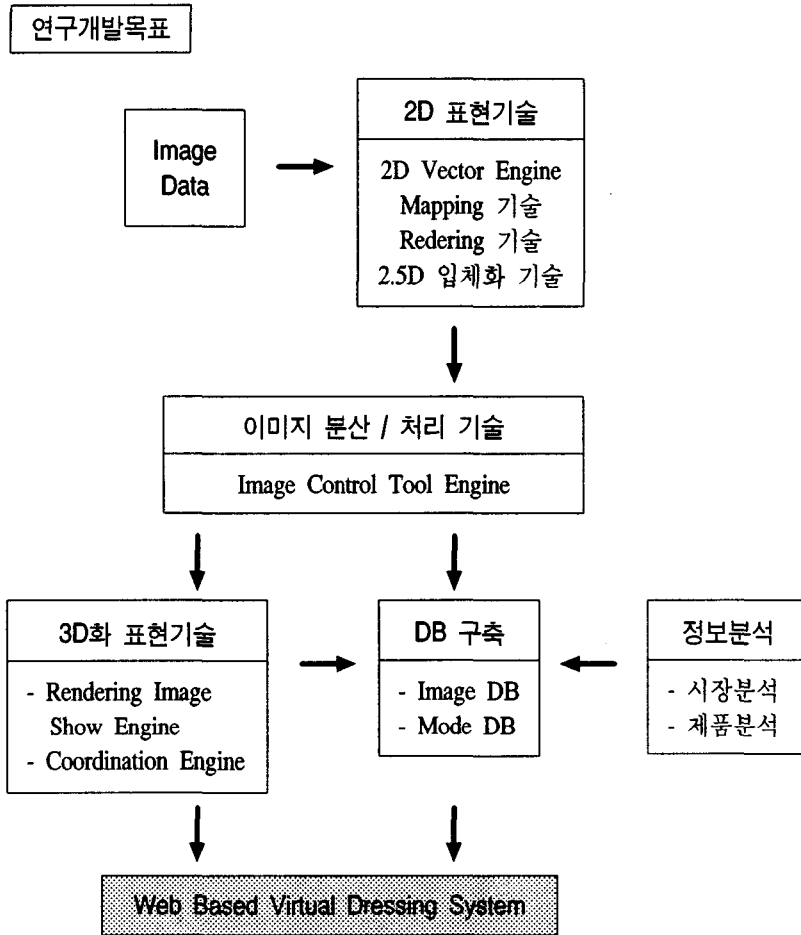 연구개발목표
Image
Data
2D 표현기술
2D Vector Engine
Mapping 기술
Redering 기술
2.5D 입체화 기술
이미지 분산 / 처리 기술
Image Control Tool Engine
3D화 표현기술
- Rendering Image
Show Engine
- Coordination Engine
DB 구축
- Image DB
- Mode DB
정보분석
- 시장분석
- 제품분석
Web Based Virtual Dressing System